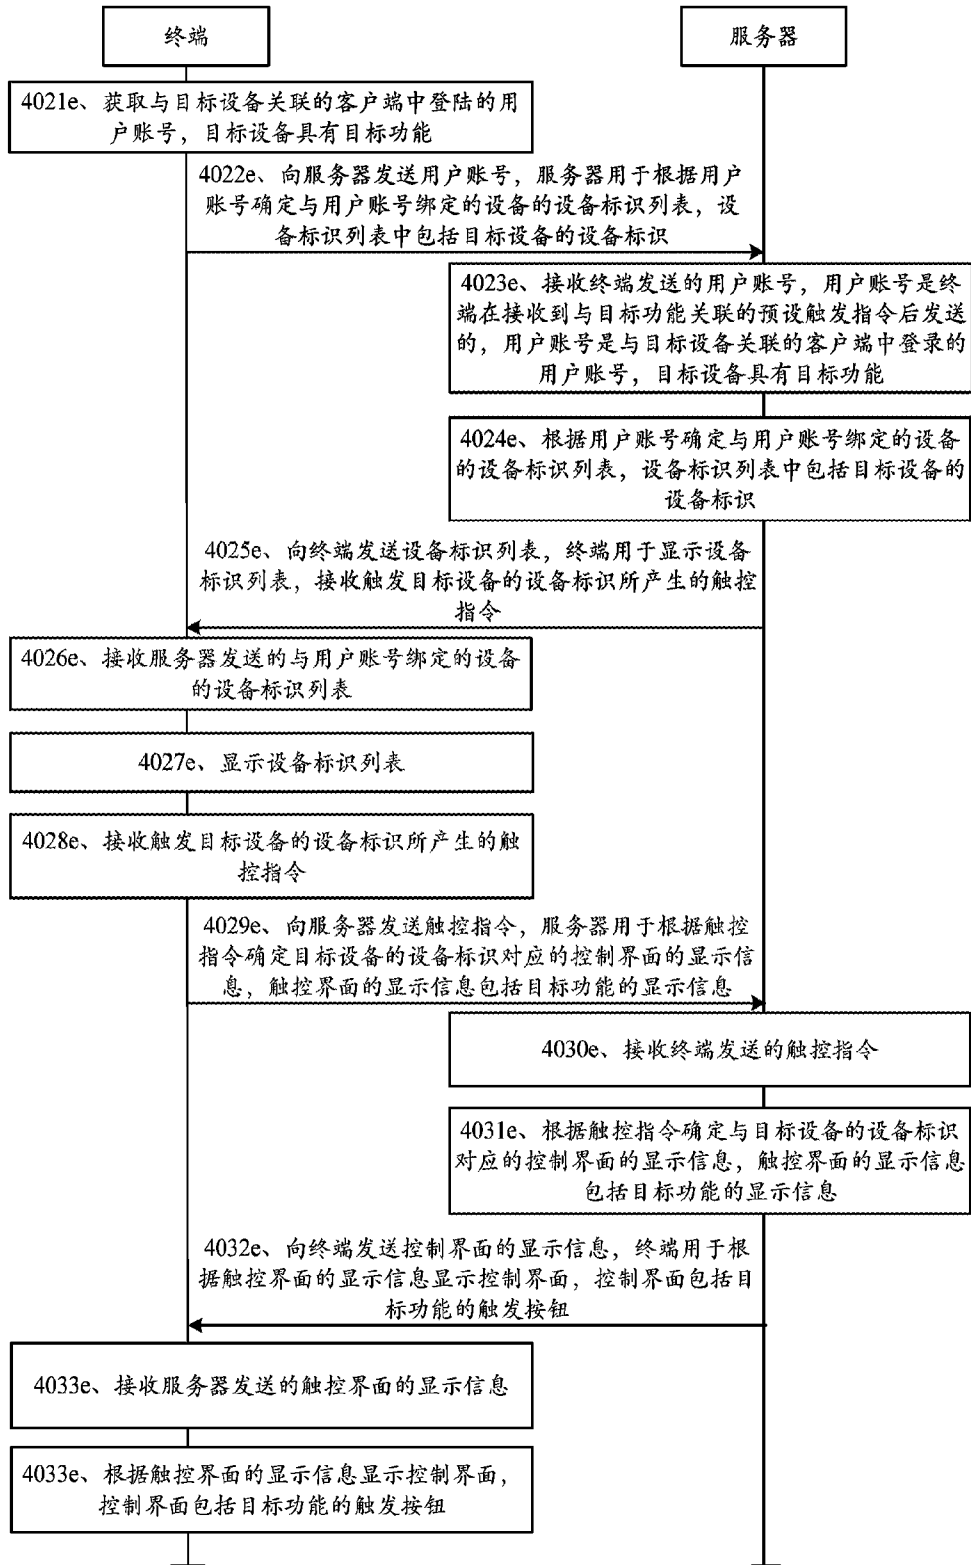 终端
服务器
4021e、获取与目标设备关联的客户端中登陆的用
户账号，目标设备具有目标功能
4022e、向服务器发送用户账号，服务器用于根据用户
账号确定与用户账号绑定的设备的设备标识列表，设
备标识列表中包括目标设备的设备标识
4023e、接收终端发送的用户账号，用户账号是终
端在接收到与目标功能关联的预设触发指令后发送
的，用户账号是与目标设备关联的客户端中登录的
用户账号，目标设备具有目标功能
4024e、根据用户账号确定与用户账号绑定的设备
的设备标识列表，设备标识列表中包括目标设备的
设备标识
4025e、向终端发送设备标识列表，终端用于显示设备
标识列表，接收触发目标设备的设备标识所产生的触控
指令
4026e、接收服务器发送的与用户账号绑定的设备
的设备标识列表
4027e、显示设备标识列表
4028e、接收触发目标设备的设备标识所产生的触
控指令
4029e、向服务器发送触控指令，服务器用于根据触控
指令确定目标设备的设备标识对应的控制界面的显示信
息，触控界面的显示信息包括目标功能的显示信息
4030e、接收终端发送的触控指令
4031e、根据触控指令确定与目标设备的设备标识
对应的控制界面的显示信息，触控界面的显示信息
包括目标功能的显示信息
4032e、向终端发送控制界面的显示信息，终端用于根
据触控界面的显示信息显示控制界面，控制界面包括目
标功能的触发按钮
4033e、接收服务器发送的触控界面的显示信息
4033e、根据触控界面的显示信息显示控制界面，
控制界面包括目标功能的触发按钮